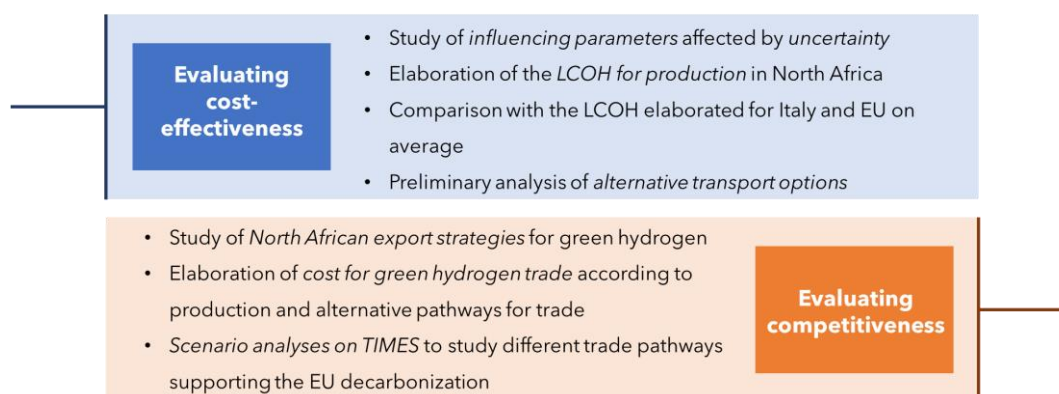 Evaluating
cost-
effectiveness
• Study of influencing parameters affected by uncertainty
• Elaboration of the LCOH for production in North Africa
• Comparison with the LCOH elaborated for Italy and EU on
average
• Preliminary analysis of alternative transport options
• Study of North African export strategies for green hydrogen
• Elaboration of cost for green hydrogen trade according to
production and alternative pathways for trade
• Scenario analyses on TIMES to study different trade pathways
supporting the EU decarbonization
Evaluating
competitiveness